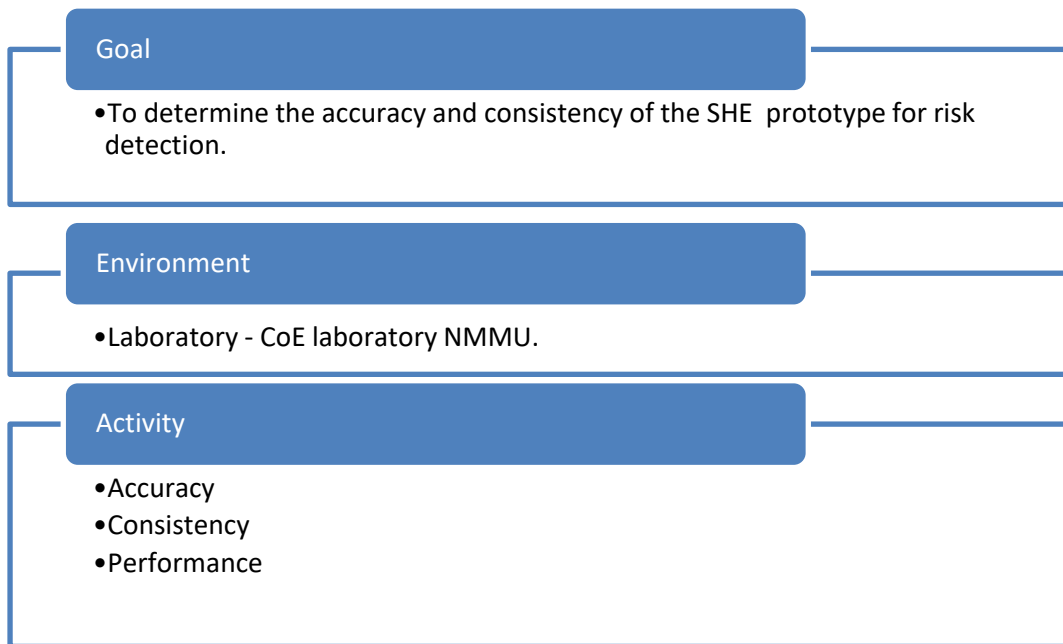 Goal
•To determine the accuracy and consistency of the SHE  prototype for risk
detection.
Environment
•Laboratory - CoE laboratory NMMU.
Activity
•Accuracy
•Consistency
•Performance